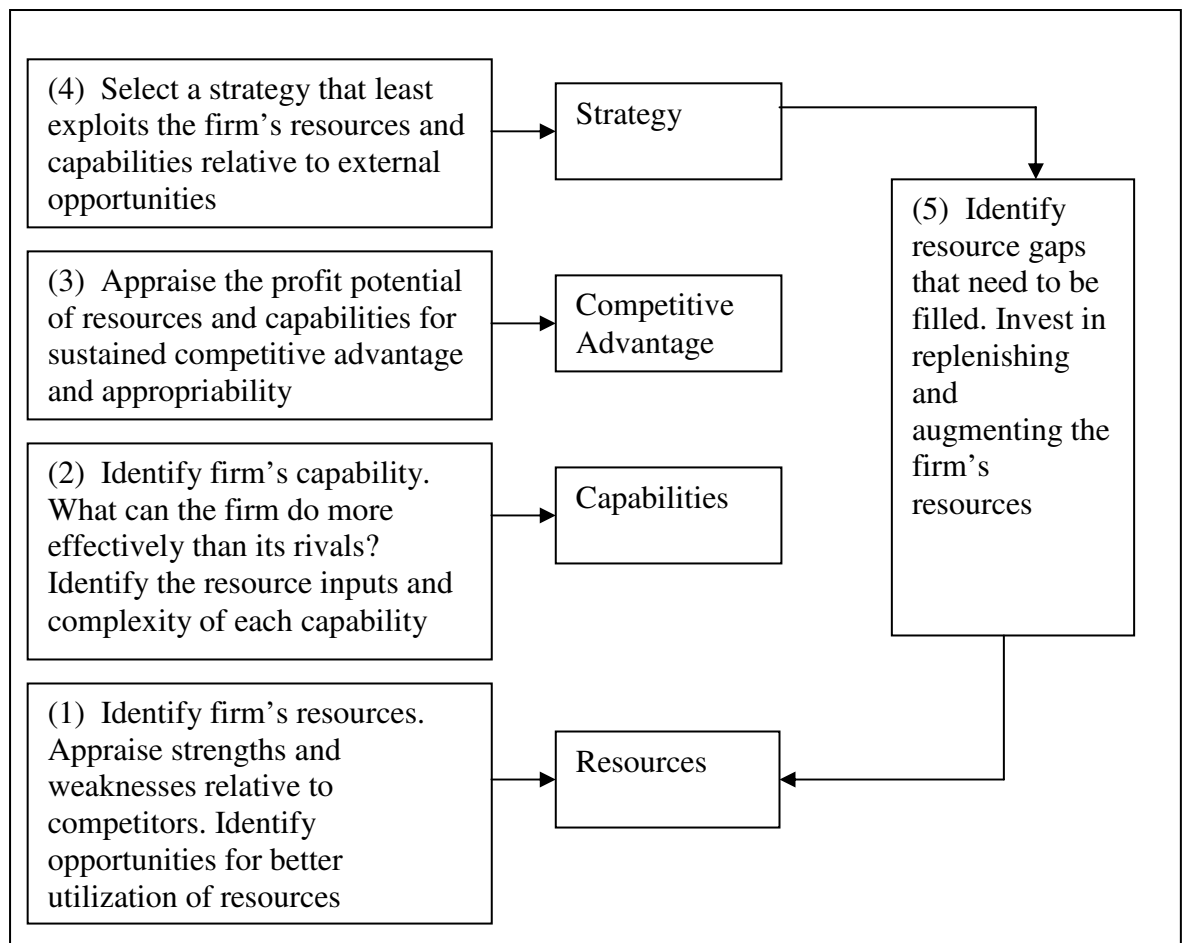 (4) Select a strategy that least
exploits the firm's resources and
capabilities relative to external
opportunities
Strategy
(5) Identify
resource gaps
that need to be
filled. Invest in
replenishing
and
augmenting the
firm's
resources
(3) Appraise the profit potential
of resources and capabilities for
sustained competitive advantage
and appropriability
Competitive
Advantage
(2) Identify firm's capability.
What can the firm do more
effectively than its rivals?
Identify the resource inputs and
complexity of each capability
Capabilities
(1) Identify firm's resources.
Appraise strengths and
weaknesses relative to
competitors. Identify
opportunities for better
utilization of resources
Resources